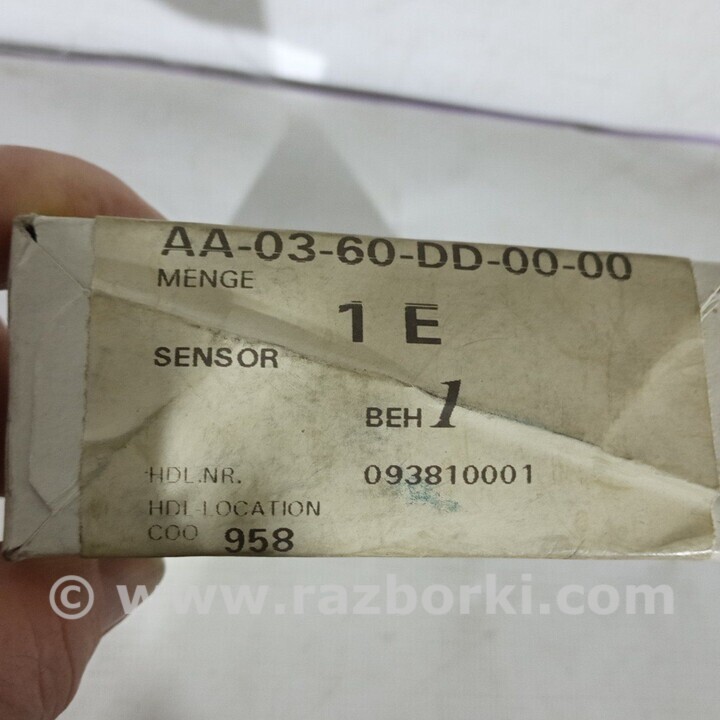 AA-03-60-DD-00-00
MENGE
1 E
SENSOR
BEH 1
HDL.NR. 093810001
HDL-LOCATION
COO 958
© www.razborki.com